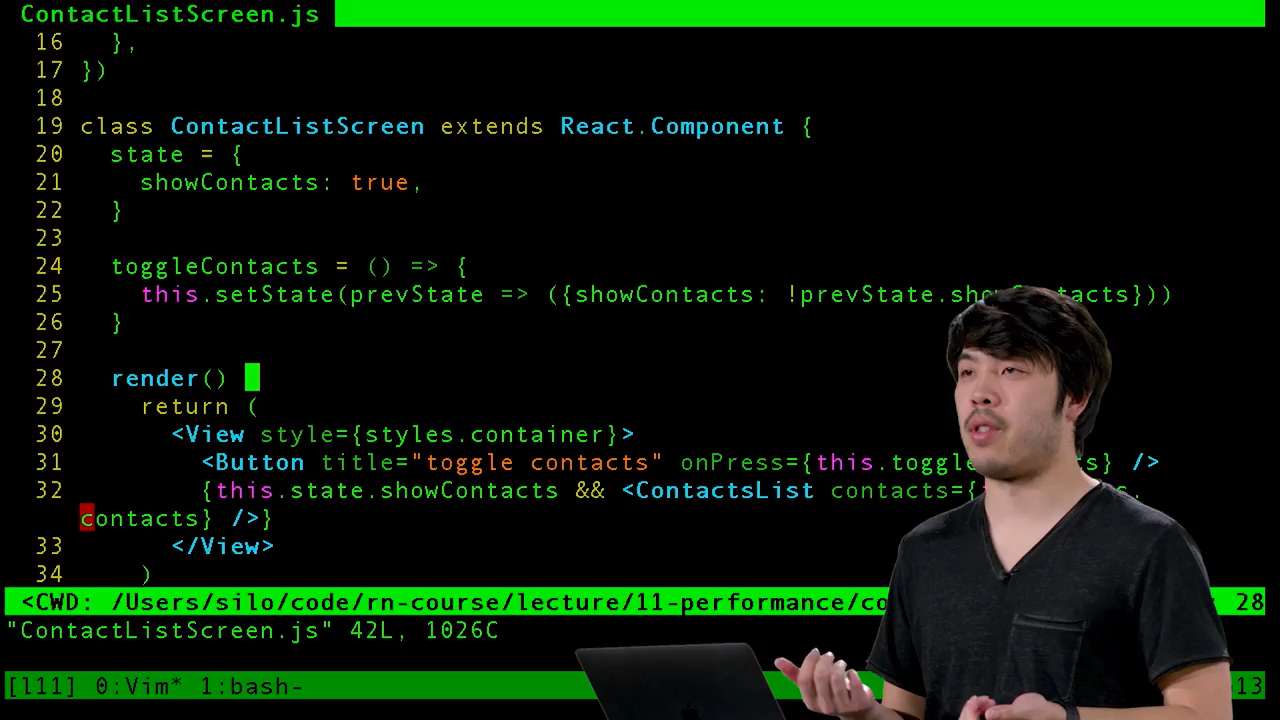 ContactListScreen.js
16 },
17 })
18
19 class ContactListScreen extends React.Component {
20 state = {
21 showContacts: true,
22 }
23
24 toggleContacts = () => {
25 this.setState(prevState => ({showContacts: !prevState.showContacts}))
26 }
27
28 render()
29 return (
30 <View style={styles.container}>
31 <Button title="toggle contacts" onPress={this.toggle s} />
32 {this.state.showContacts && <ContactsList contacts={
contacts} />}
33 </View>
34 )
<CWD: /Users/silo/code/rn-course/lecture/11-performance/co 28
"ContactListScreen.js" 42L, 1026C
[l11] 0:Vim* 1:bash- 13